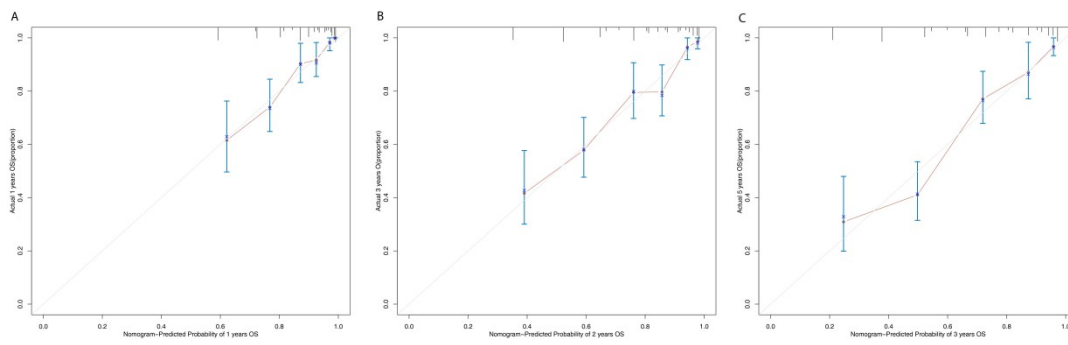 A
B
C
Actual 1 years OS(proportion)
0.0 0.2 0.4 0.6 0.8 1.0
0.0 0.2 0.4 0.6 0.8 1.0
Nomogram−Predicted Probability of 1 years OS
Actual 3 years O(proportion)
0.0 0.2 0.4 0.6 0.8 1.0
0.0 0.2 0.4 0.6 0.8 1.0
Nomogram−Predicted Probability of 2 years OS
Actual 5 years OS(proportion)
0.0 0.2 0.4 0.6 0.8 1.0
0.0 0.2 0.4 0.6 0.8 1.0
Nomogram−Predicted Probability of 3 years OS